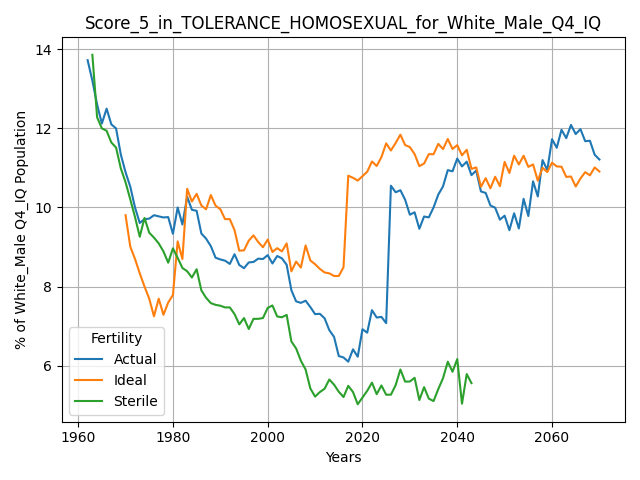 Score_5_in_TOLERANCE_HOMOSEXUAL_for_White_Male_Q4_IQ
% of White_Male Q4_IQ Population
14
12
10
8
6
Fertility
Actual
Ideal
Sterile
1960 1980 2000 2020 2040 2060
Years